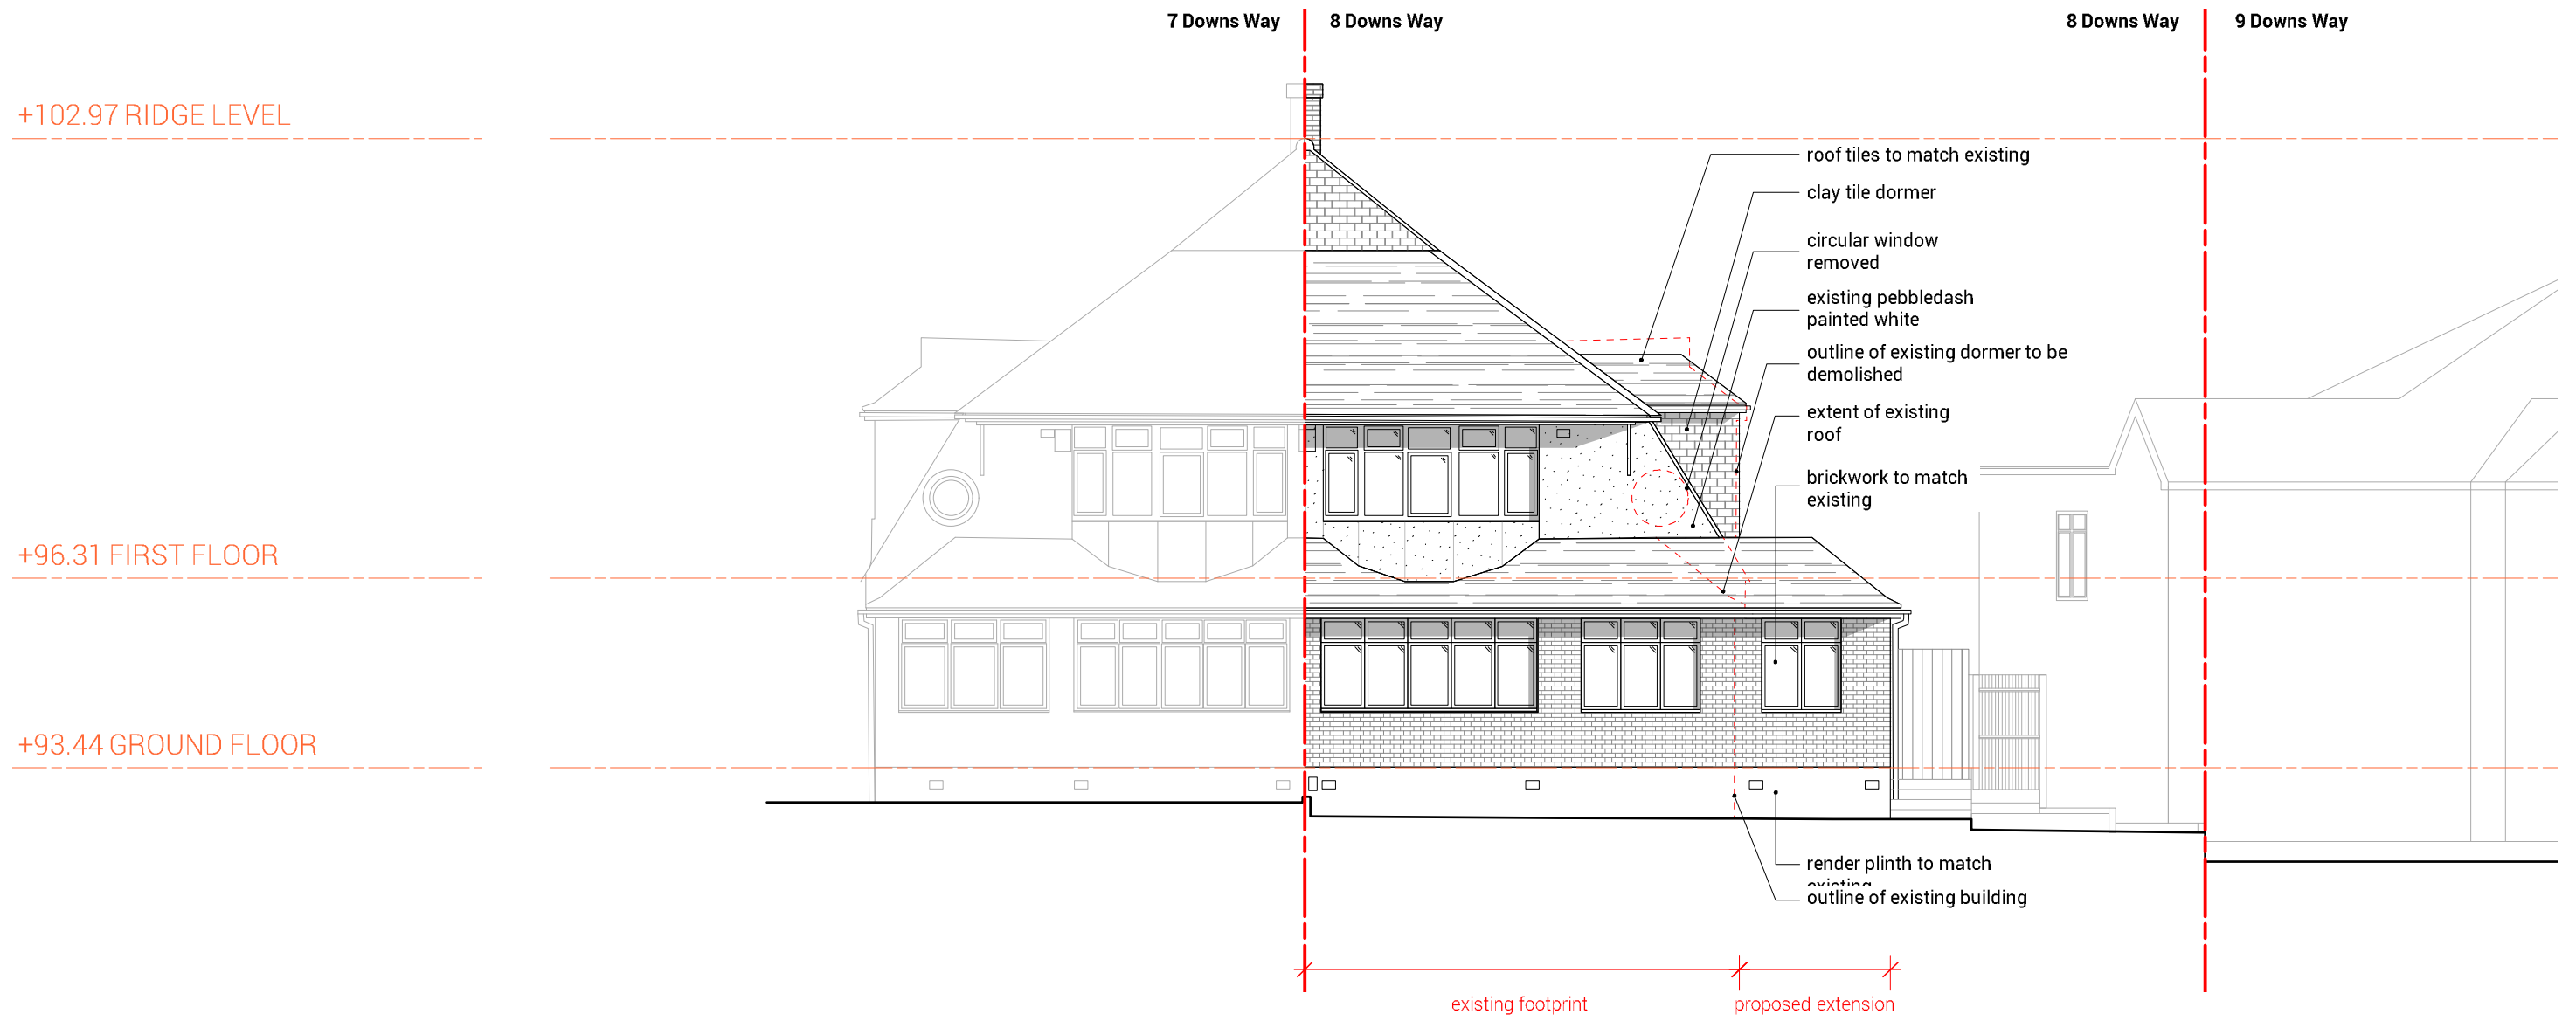 7 Downs Way
8 Downs Way
8 Downs Way
9 Downs Way
+102.97 RIDGE LEVEL
roof tiles to match existing
clay tile dormer
circular window
removed
existing pebbledash
painted white
outline of existing dormer to be
demolished
extent of existing
roof
brickwork to match
existing
+96.31 FIRST FLOOR
+93.44 GROUND FLOOR
render plinth to match
existing
outline of existing building
existing footprint
proposed extension